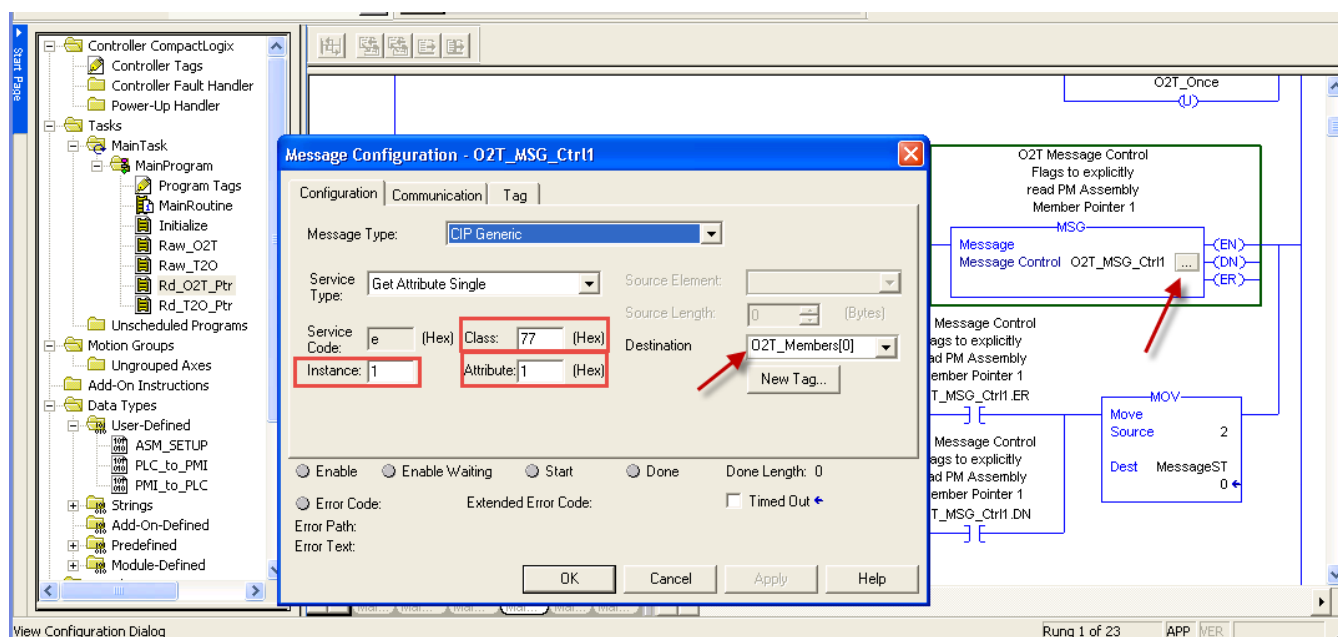 Start Page
Controller CompactLogix
Controller Tags
Controller Fault Handler
Power-Up Handler
Tasks
MainTask
MainProgram
Program Tags
MainRoutine
Initialize
Raw_O2T
Raw_T2O
Rd_O2T_Ptr
Rd_T2O_Ptr
Unscheduled Programs
Motion Groups
Ungrouped Axes
Add-On Instructions
Data Types
User-Defined
ASM_SETUP
PLC_to_PMI
PMI_to_PLC
Strings
Add-On-Defined
Predefined
Module-Defined
O2T_Once
(U)
O2T Message Control
Flags to explicitly
read PM Assembly
Member Pointer 1
MSG
Message
Message Control O2T_MSG_Ctrl1 ...
(EN)
(DN)
(ER)
Message Configuration - O2T_MSG_Ctrl1
Configuration Communication Tag
Message Type: CIP Generic
Service Type: Get Attribute Single
Source Element:
Source Length: 0 (Bytes)
Service Code: e (Hex) Class: 77 (Hex)
Destination O2T_Members[0]
Instance: 1 Attribute: 1 (Hex)
New Tag...
Enable Enable Waiting Start Done Done Length: 0
Error Code: Extended Error Code: Timed Out
Error Path:
Error Text:
OK Cancel Apply Help
Message Control
ags to explicitly
ad PM Assembly
ember Pointer 1
T_MSG_Ctrl1.ER
Message Control
ags to explicitly
ad PM Assembly
ember Pointer 1
T_MSG_Ctrl1.DN
MOV
Move
Source 2
Dest MessageST
0
View Configuration Dialog
Rung 1 of 23 APP VER